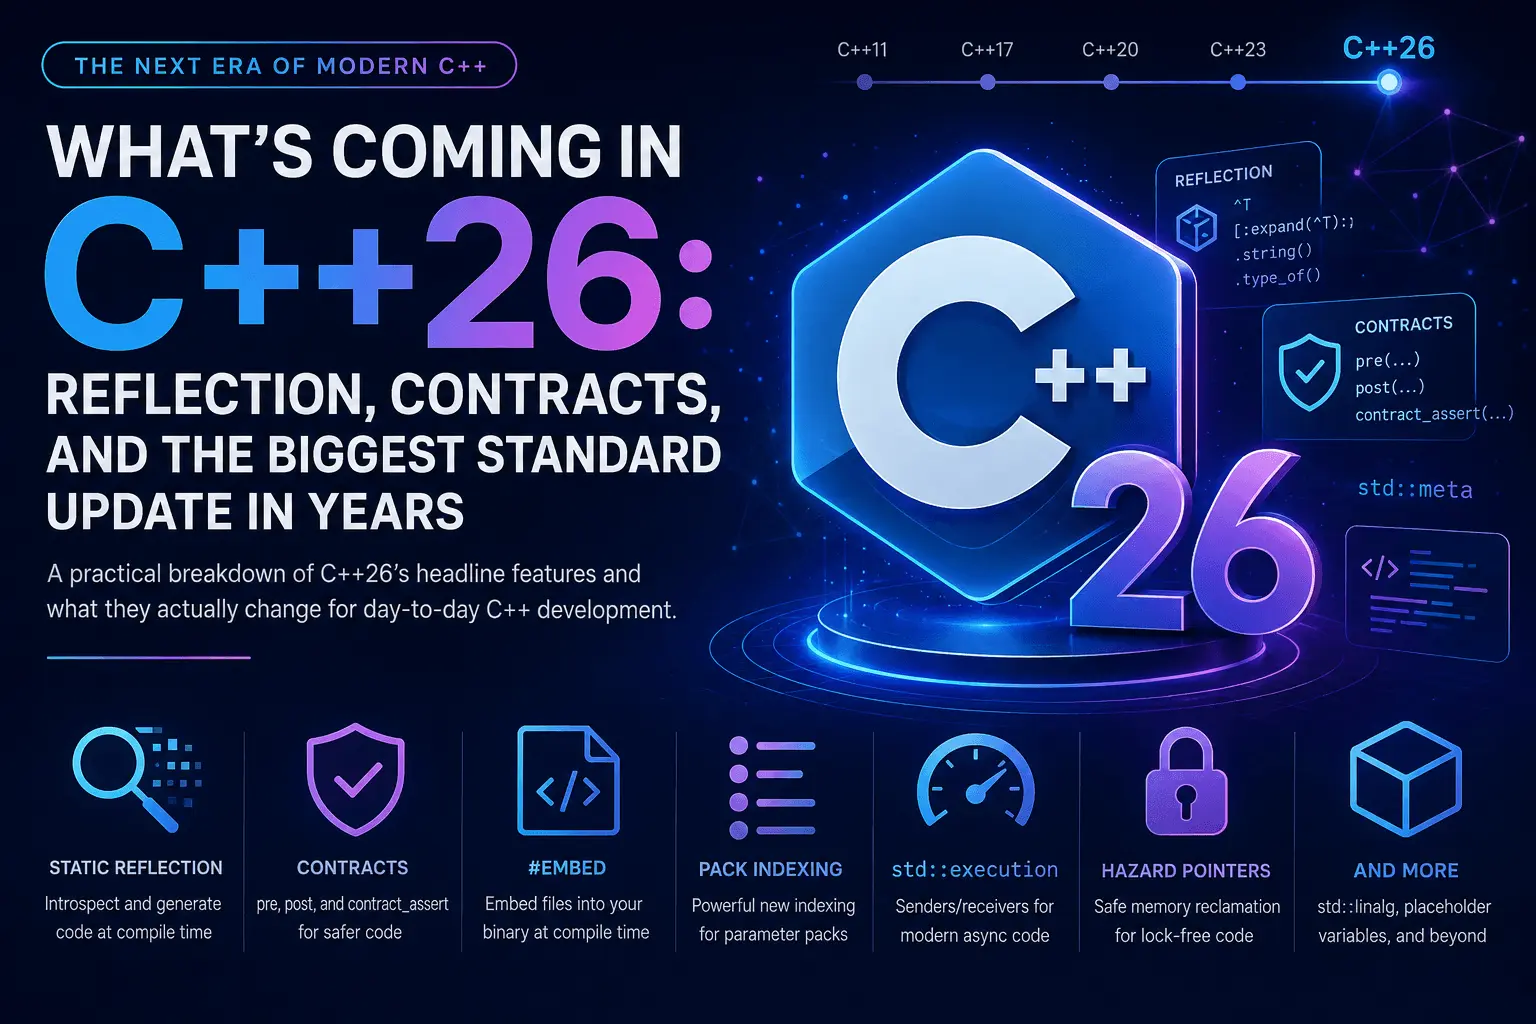 THE NEXT ERA OF MODERN C++
C++11
C++17
C++20
C++23
C++26
WHAT'S COMING IN
C++26:
REFLECTION, CONTRACTS,
AND THE BIGGEST STANDARD
UPDATE IN YEARS
A practical breakdown of C++26's headline features and
what they actually change for day-to-day C++ development.
C++
26
REFLECTION
^T
[:expand(^T):;
.string()
.type_of()
CONTRACTS
pre(...)
post(...)
contract_assert(...)
std::meta
</>
</>
STATIC REFLECTION
Introspect and generate
code at compile time
CONTRACTS
pre, post, and contract_assert
for safer code
#EMBED
Embed files into your
binary at compile time
PACK INDEXING
Powerful new indexing
for parameter packs
std::execution
Senders/receivers for
modern async code
HAZARD POINTERS
Safe memory reclamation
for lock-free code
AND MORE
std::linalg, placeholder
variables, and beyond